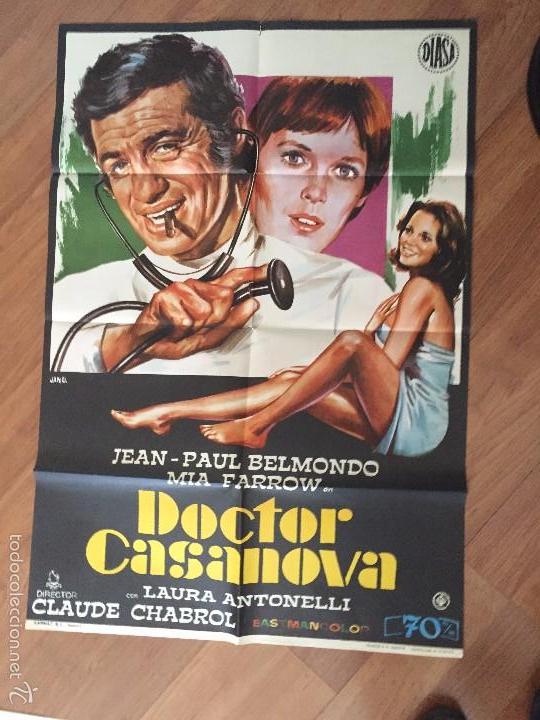 DIASA
JANO.
JEAN-PAUL BELMONDO
MIA FARROW en
Doctor
Casanova
con LAURA ANTONELLI
DIRECTOR
CLAUDE CHABROL
EASTMANCOLOR
70%m
todocoleccion.net